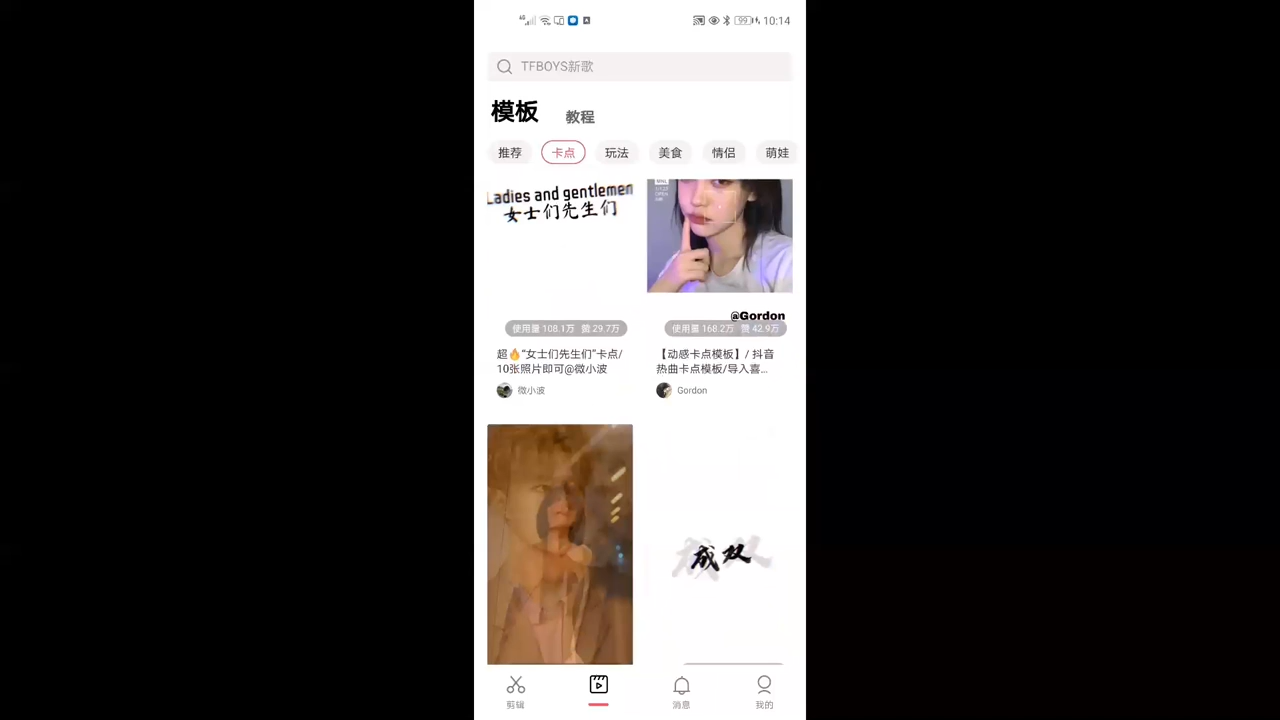 4G
99
10:14
TFBOYS新歌
模板
教程
推荐
卡点
玩法
美食
情侣
萌娃
Ladies and gentlemen
女士们先生们
使用量 108.1万 赞 29.7万
超🔥“女士们先生们”卡点/
10张照片即可@微小波
微小波
@Gordon
使用量 168.2万 赞 42.9万
【动感卡点模板】/ 抖音
热曲卡点模板/导入喜...
Gordon
成双
剪辑
消息
我的